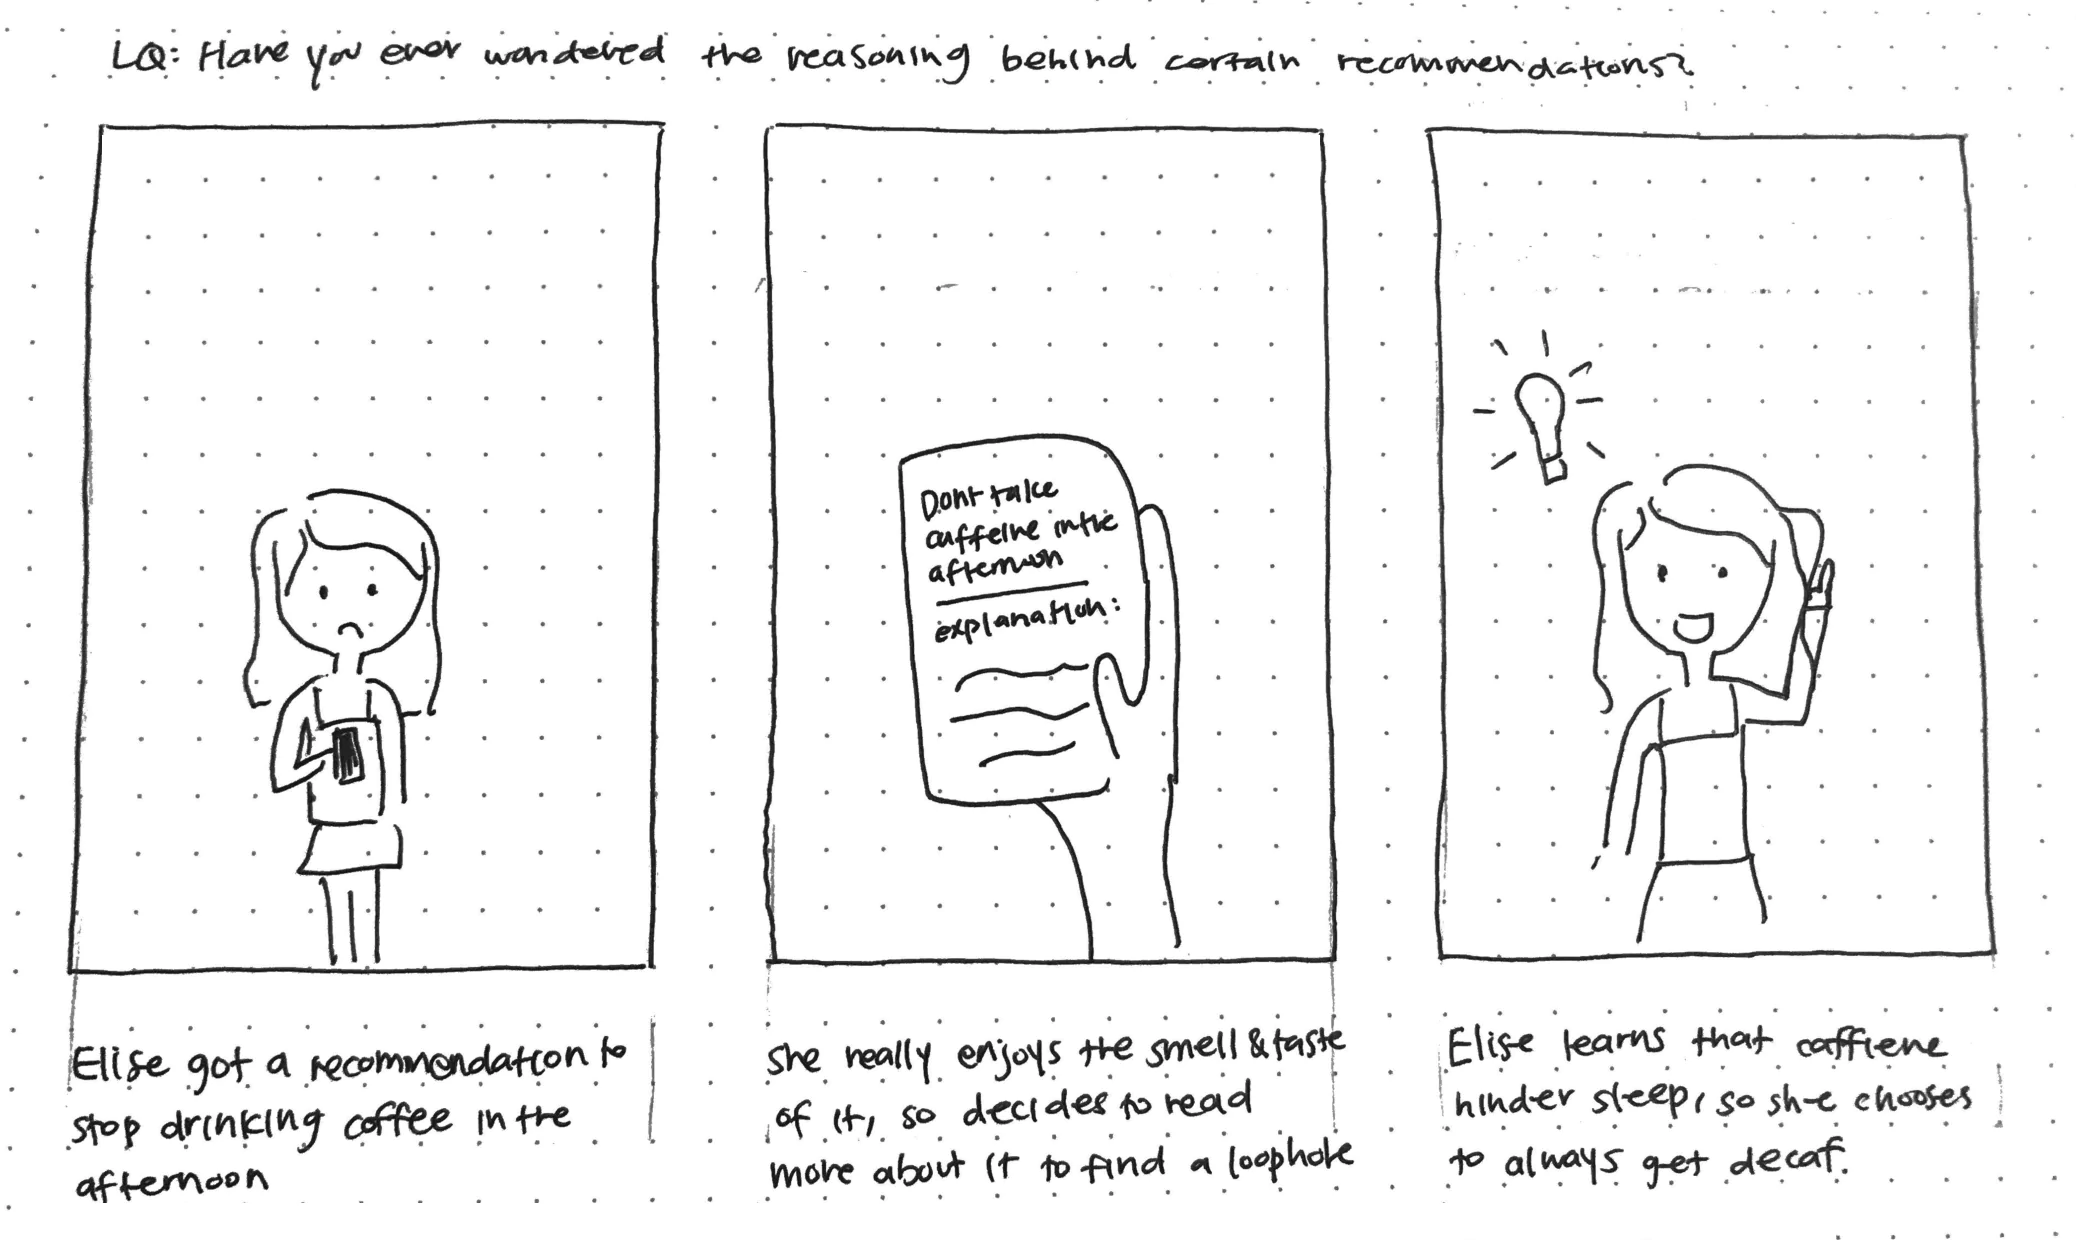 LQ: Have you ever wondered the reasoning behind certain recommendations?
Dont take
caffeine in the
afternoon
explanation:
Elise got a recommendation to
stop drinking coffee in the
afternoon
She really enjoys the smell & taste
of it, so decides to read
more about it to find a loophole
Elise learns that caffiene
hinder sleep, so she chooses
to always get decaf.